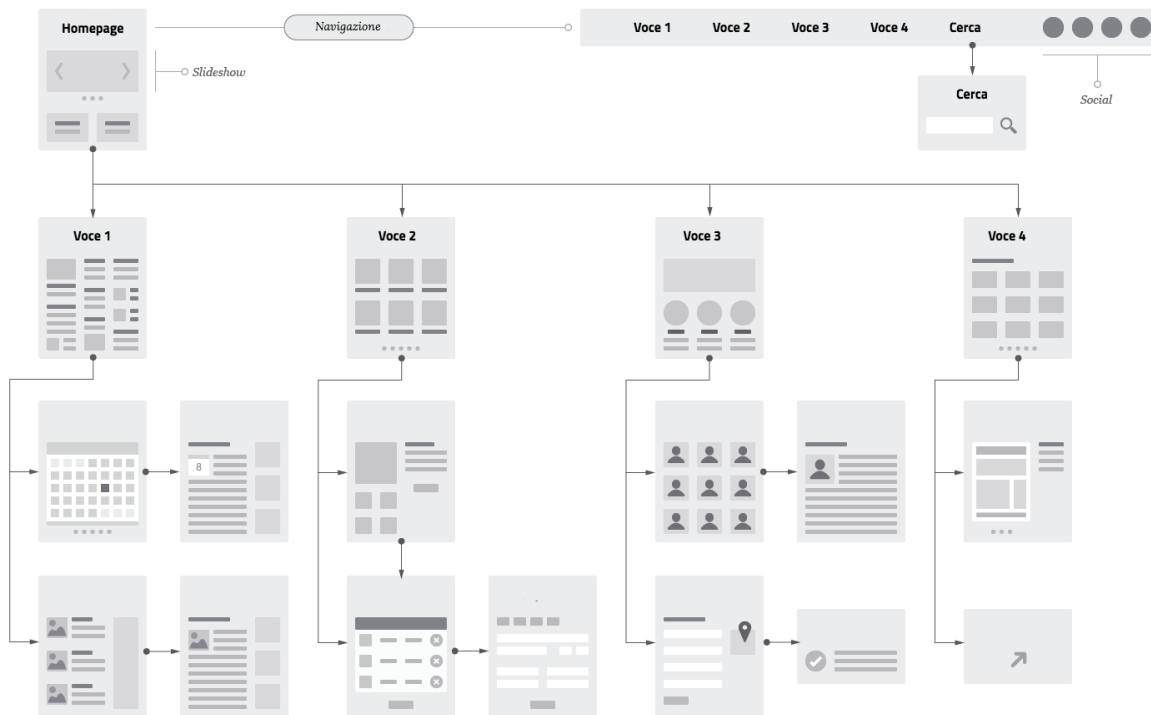 Homepage
Navigazione
Voce 1
Voce 2
Voce 3
Voce 4
Cerca
Slideshow
Cerca
Social
Voce 1
Voce 2
Voce 3
Voce 4
8